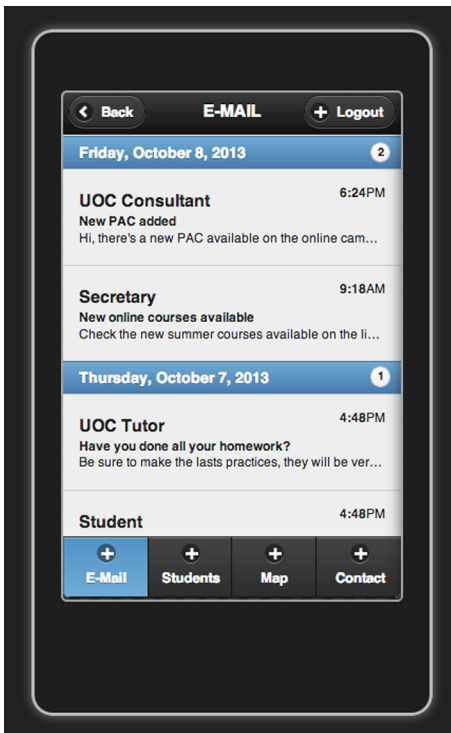 Back E-MAIL Logout
Friday, October 8, 2013 2
UOC Consultant 6:24PM
New PAC added
Hi, there's a new PAC available on the online cam...
Secretary 9:18AM
New online courses available
Check the new summer courses available on the li...
Thursday, October 7, 2013 1
UOC Tutor 4:48PM
Have you done all your homework?
Be sure to make the lasts practices, they will be ver...
Student 4:48PM
E-Mail Students Map Contact